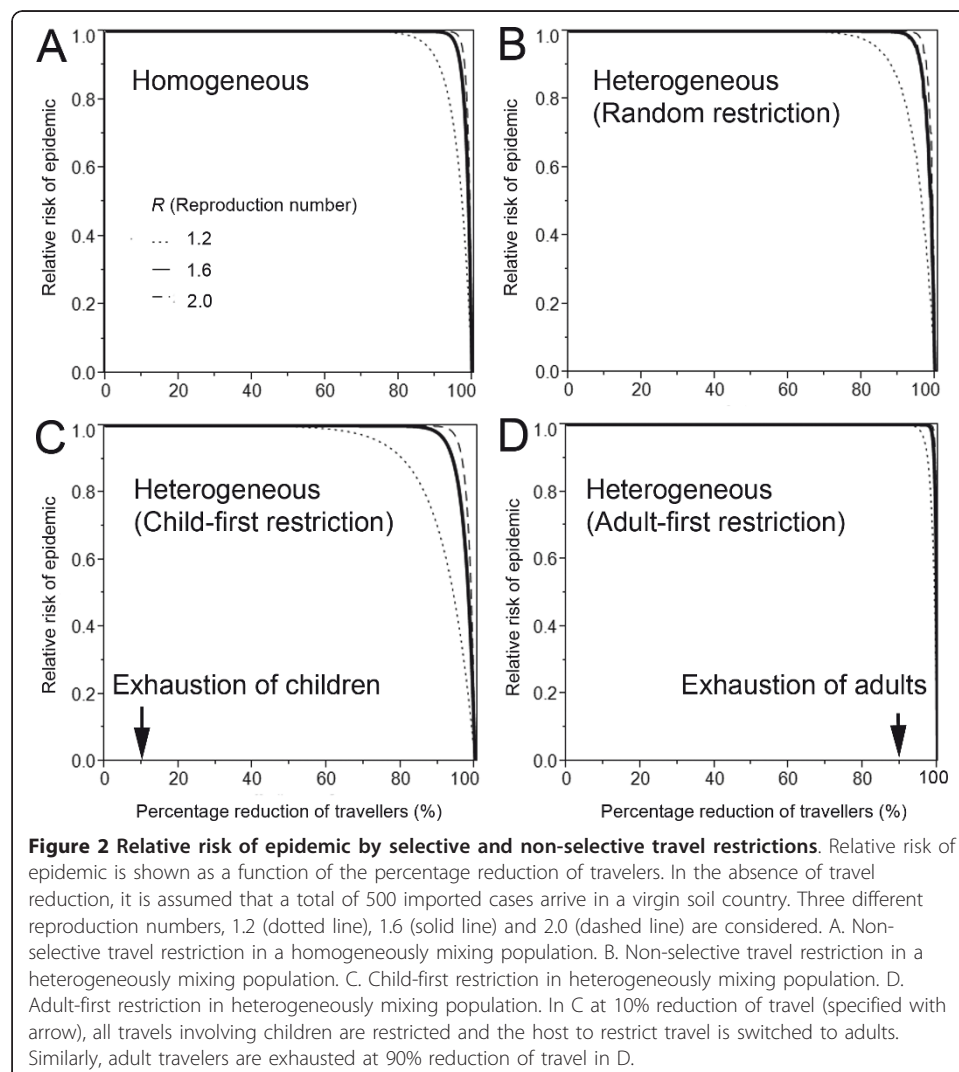 A
Homogeneous
Relative risk of epidemic
1.0
0.8
0.6
0.4
0.2
0.0
R (Reproduction number)
1.2
1.6
2.0
0 20 40 60 80 100
B
Heterogeneous
(Random restriction)
Relative risk of epidemic
1.0
0.8
0.6
0.4
0.2
0.0
0 20 40 60 80 100
C
Heterogeneous
(Child-first restriction)
Relative risk of epidemic
1.0
0.8
0.6
0.4
0.2
0.0
Exhaustion of children
0 20 40 60 80 100
Percentage reduction of travellers (%)
D
Heterogeneous
(Adult-first restriction)
Relative risk of epidemic
1.0
0.8
0.6
0.4
0.2
0.0
Exhaustion of adults
0 20 40 60 80 100
Percentage reduction of travellers (%)
Figure 2 Relative risk of epidemic by selective and non-selective travel restrictions. Relative risk of
epidemic is shown as a function of the percentage reduction of travelers. In the absence of travel
reduction, it is assumed that a total of 500 imported cases arrive in a virgin soil country. Three different
reproduction numbers, 1.2 (dotted line), 1.6 (solid line) and 2.0 (dashed line) are considered. A. Non-
selective travel restriction in a homogeneously mixing population. B. Non-selective travel restriction in a
heterogeneously mixing population. C. Child-first restriction in heterogeneously mixing population. D.
Adult-first restriction in heterogeneously mixing population. In C at 10% reduction of travel (specified with
arrow), all travels involving children are restricted and the host to restrict travel is switched to adults.
Similarly, adult travelers are exhausted at 90% reduction of travel in D.